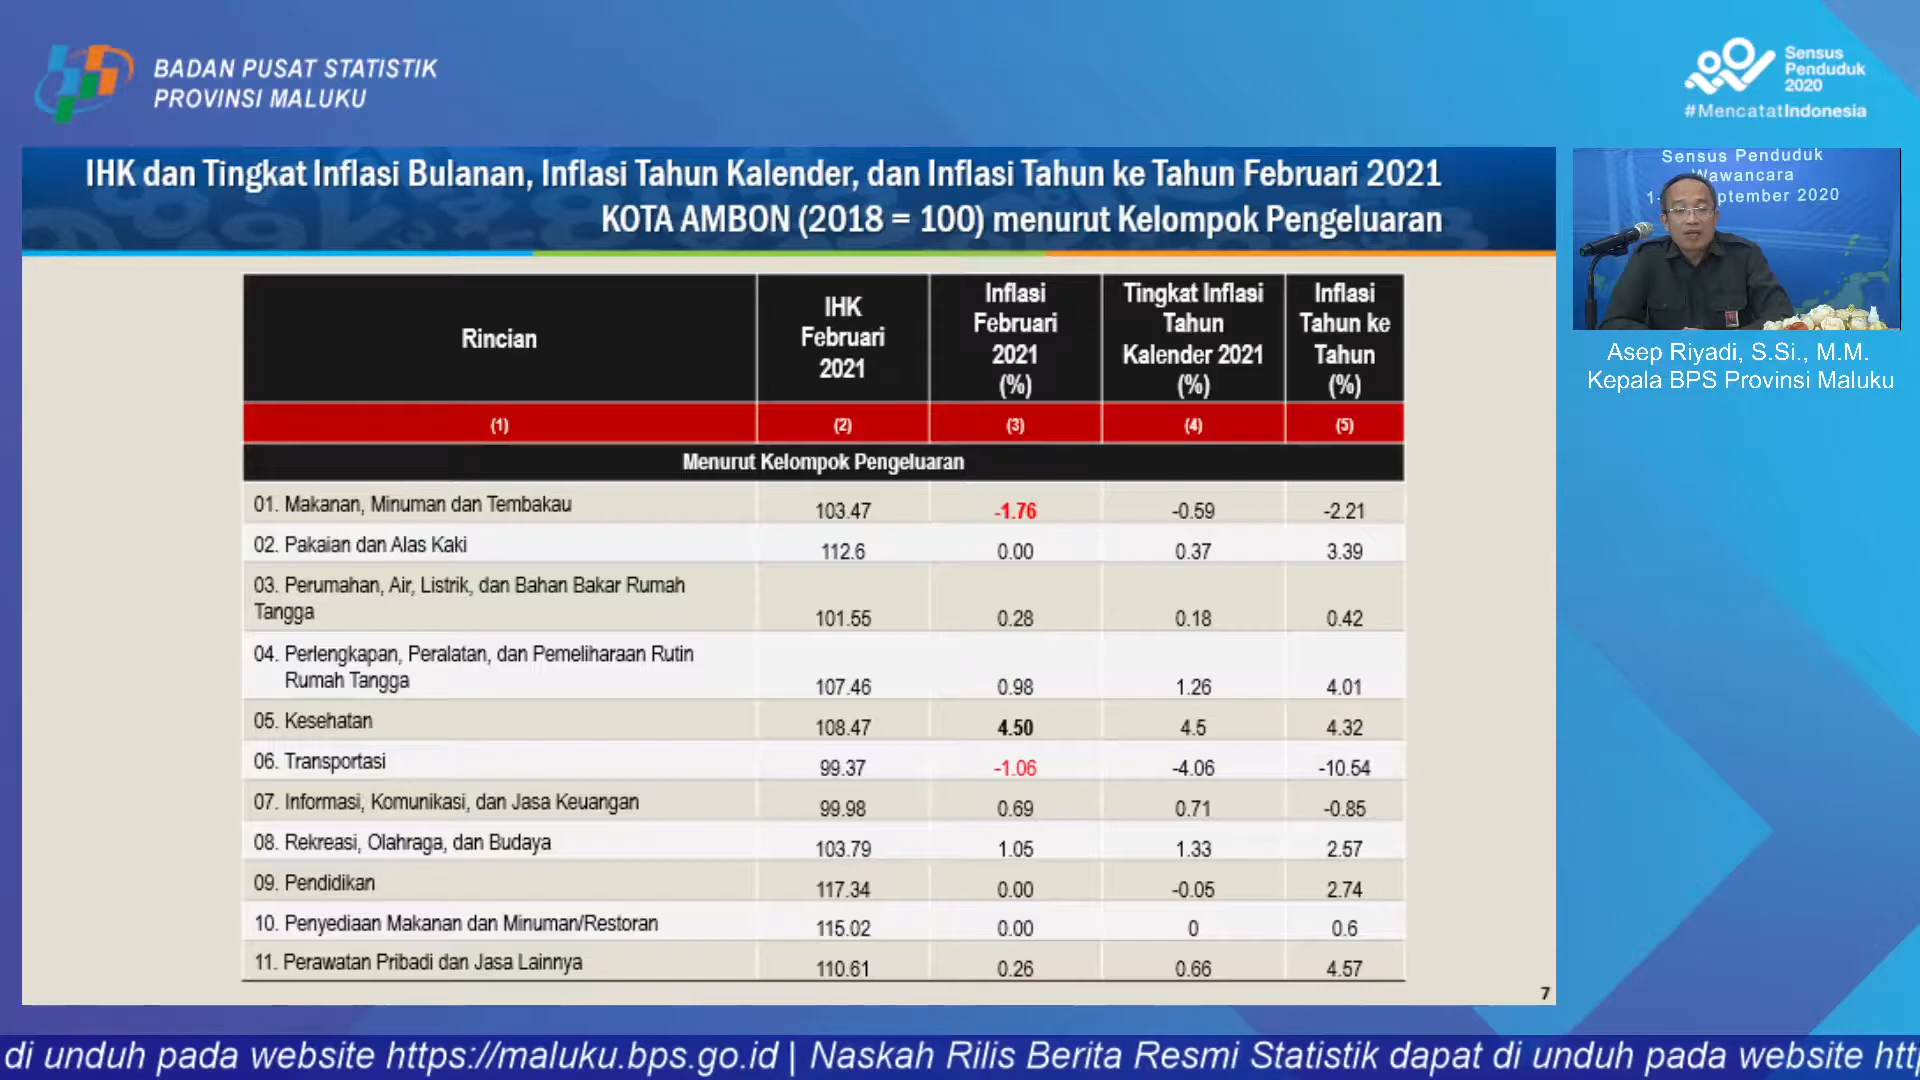 BADAN PUSAT STATISTIK
PROVINSI MALUKU
Sensus
Penduduk
2020
#MencatatIndonesia
IHK dan Tingkat Inflasi Bulanan, Inflasi Tahun Kalender, dan Inflasi Tahun ke Tahun Februari 2021
KOTA AMBON (2018 = 100) menurut Kelompok Pengeluaran
Sensus Penduduk
Wawancara
2020
Asep Riyadi, S.Si., M.M.
Kepala BPS Provinsi Maluku
Rincian
IHK
Februari
2021
Inflasi
Februari
2021
(%)
Tingkat Inflasi
Tahun
Kalender 2021
(%)
Inflasi
Tahun ke
Tahun
(%)
(1) (2) (3) (4) (5)
Menurut Kelompok Pengeluaran
01. Makanan, Minuman dan Tembakau 103.47 -1.76 -0.59 -2.21
02. Pakaian dan Alas Kaki 112.6 0.00 0.37 3.39
03. Perumahan, Air, Listrik, dan Bahan Bakar Rumah
Tangga 101.55 0.28 0.18 0.42
04. Perlengkapan, Peralatan, dan Pemeliharaan Rutin
Rumah Tangga 107.46 0.98 1.26 4.01
05. Kesehatan 108.47 4.50 4.5 4.32
06. Transportasi 99.37 -1.06 -4.06 -10.54
07. Informasi, Komunikasi, dan Jasa Keuangan 99.98 0.69 0.71 -0.85
08. Rekreasi, Olahraga, dan Budaya 103.79 1.05 1.33 2.57
09. Pendidikan 117.34 0.00 -0.05 2.74
10. Penyediaan Makanan dan Minuman/Restoran 115.02 0.00 0 0.6
11. Perawatan Pribadi dan Jasa Lainnya 110.61 0.26 0.66 4.57
7
di unduh pada website https://maluku.bps.go.id | Naskah Rilis Berita Resmi Statistik dapat di unduh pada website htt